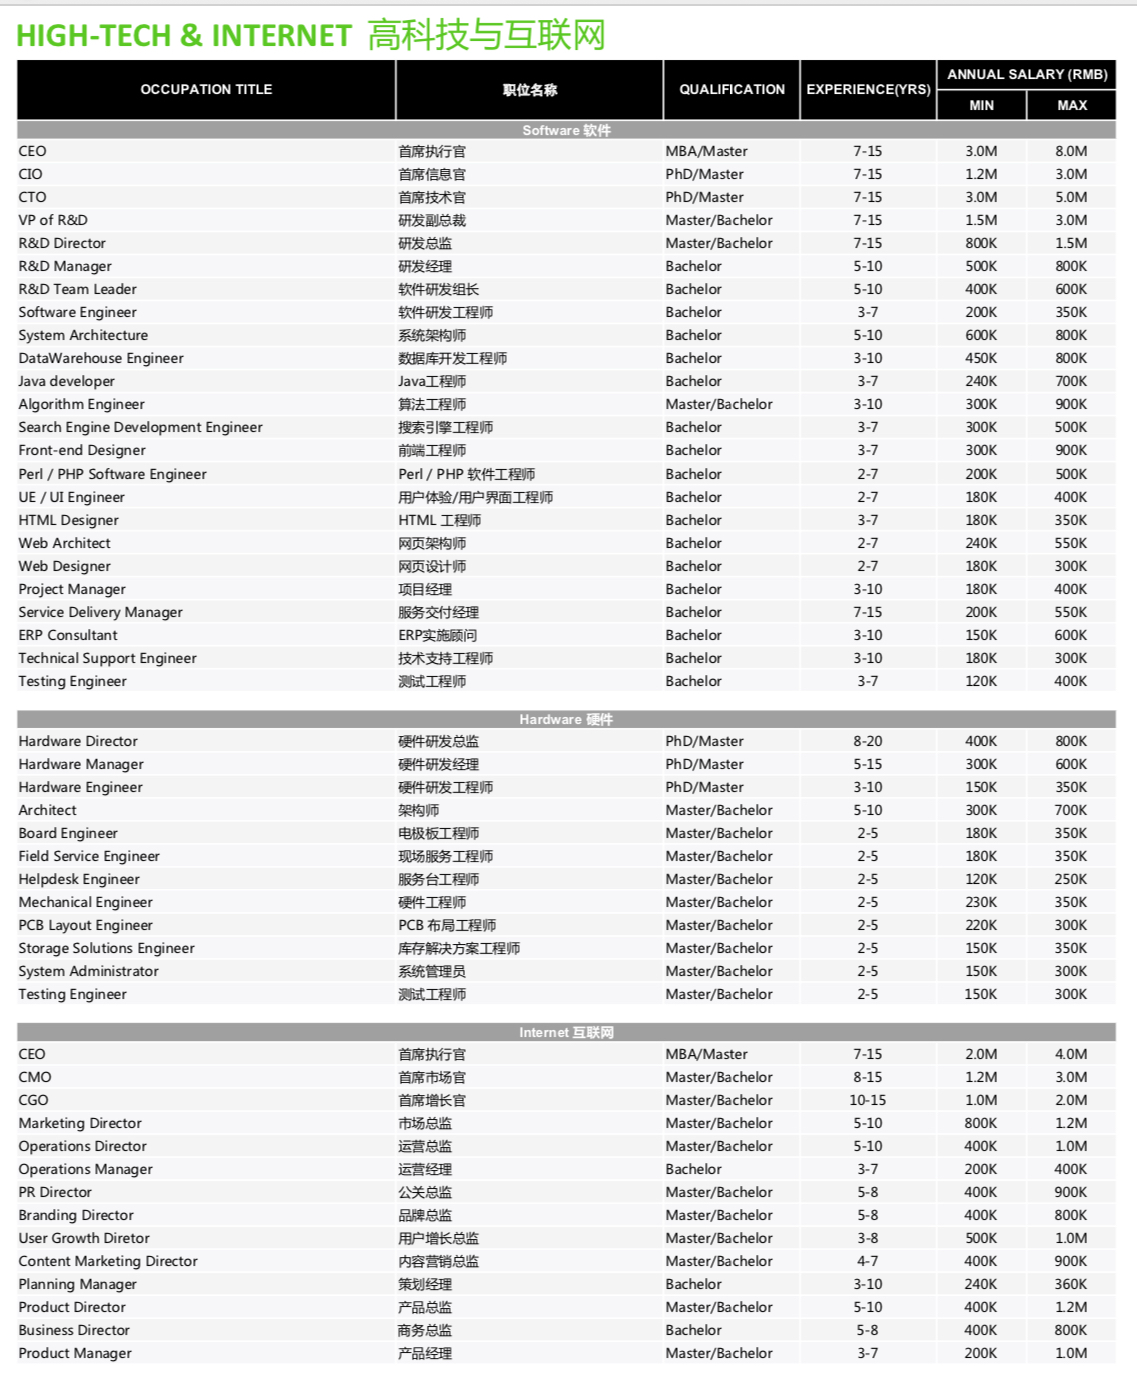 HIGH-TECH & INTERNET 高科技与互联网
OCCUPATION TITLE 职位名称 QUALIFICATION EXPERIENCE(YRS) ANNUAL SALARY (RMB)
MIN MAX
Software 软件
CEO 首席执行官 MBA/Master 7-15 3.0M 8.0M
CIO 首席信息官 PhD/Master 7-15 1.2M 3.0M
CTO 首席技术官 PhD/Master 7-15 3.0M 5.0M
VP of R&D 研发副总裁 Master/Bachelor 7-15 1.5M 3.0M
R&D Director 研发总监 Master/Bachelor 7-15 800K 1.5M
R&D Manager 研发经理 Bachelor 5-10 500K 800K
R&D Team Leader 软件研发组长 Bachelor 5-10 400K 600K
Software Engineer 软件研发工程师 Bachelor 3-7 200K 350K
System Architecture 系统架构师 Bachelor 5-10 600K 800K
DataWarehouse Engineer 数据库开发工程师 Bachelor 3-10 450K 800K
Java developer Java工程师 Bachelor 3-7 240K 700K
Algorithm Engineer 算法工程师 Master/Bachelor 3-10 300K 900K
Search Engine Development Engineer 搜索引擎工程师 Bachelor 3-7 300K 500K
Front-end Designer 前端工程师 Bachelor 3-7 300K 900K
Perl / PHP Software Engineer Perl / PHP 软件工程师 Bachelor 2-7 200K 500K
UE / UI Engineer 用户体验/用户界面工程师 Bachelor 2-7 180K 400K
HTML Designer HTML 工程师 Bachelor 3-7 180K 350K
Web Architect 网页架构师 Bachelor 2-7 240K 550K
Web Designer 网页设计师 Bachelor 2-7 180K 300K
Project Manager 项目经理 Bachelor 3-10 180K 400K
Service Delivery Manager 服务交付经理 Bachelor 7-15 200K 550K
ERP Consultant ERP实施顾问 Bachelor 3-10 150K 600K
Technical Support Engineer 技术支持工程师 Bachelor 3-10 180K 300K
Testing Engineer 测试工程师 Bachelor 3-7 120K 400K
Hardware 硬件
Hardware Director 硬件研发总监 PhD/Master 8-20 400K 800K
Hardware Manager 硬件研发经理 PhD/Master 5-15 300K 600K
Hardware Engineer 硬件研发工程师 PhD/Master 3-10 150K 350K
Architect 架构师 Master/Bachelor 5-10 300K 700K
Board Engineer 电极板工程师 Master/Bachelor 2-5 180K 350K
Field Service Engineer 现场服务工程师 Master/Bachelor 2-5 180K 350K
Helpdesk Engineer 服务台工程师 Master/Bachelor 2-5 120K 250K
Mechanical Engineer 硬件工程师 Master/Bachelor 2-5 230K 350K
PCB Layout Engineer PCB 布局工程师 Master/Bachelor 2-5 220K 300K
Storage Solutions Engineer 库存解决方案工程师 Master/Bachelor 2-5 150K 350K
System Administrator 系统管理员 Master/Bachelor 2-5 150K 300K
Testing Engineer 测试工程师 Master/Bachelor 2-5 150K 300K
Internet 互联网
CEO 首席执行官 MBA/Master 7-15 2.0M 4.0M
CMO 首席市场官 Master/Bachelor 8-15 1.2M 3.0M
CGO 首席增长官 Master/Bachelor 10-15 1.0M 2.0M
Marketing Director 市场总监 Master/Bachelor 5-10 800K 1.2M
Operations Director 运营总监 Master/Bachelor 5-10 400K 1.0M
Operations Manager 运营经理 Bachelor 3-7 200K 400K
PR Director 公关总监 Master/Bachelor 5-8 400K 900K
Branding Director 品牌总监 Master/Bachelor 5-8 400K 800K
User Growth Diretor 用户增长总监 Master/Bachelor 3-8 500K 1.0M
Content Marketing Director 内容营销总监 Master/Bachelor 4-7 400K 900K
Planning Manager 策划经理 Bachelor 3-10 240K 360K
Product Director 产品总监 Master/Bachelor 5-10 400K 1.2M
Business Director 商务总监 Bachelor 5-8 400K 800K
Product Manager 产品经理 Master/Bachelor 3-7 200K 1.0M